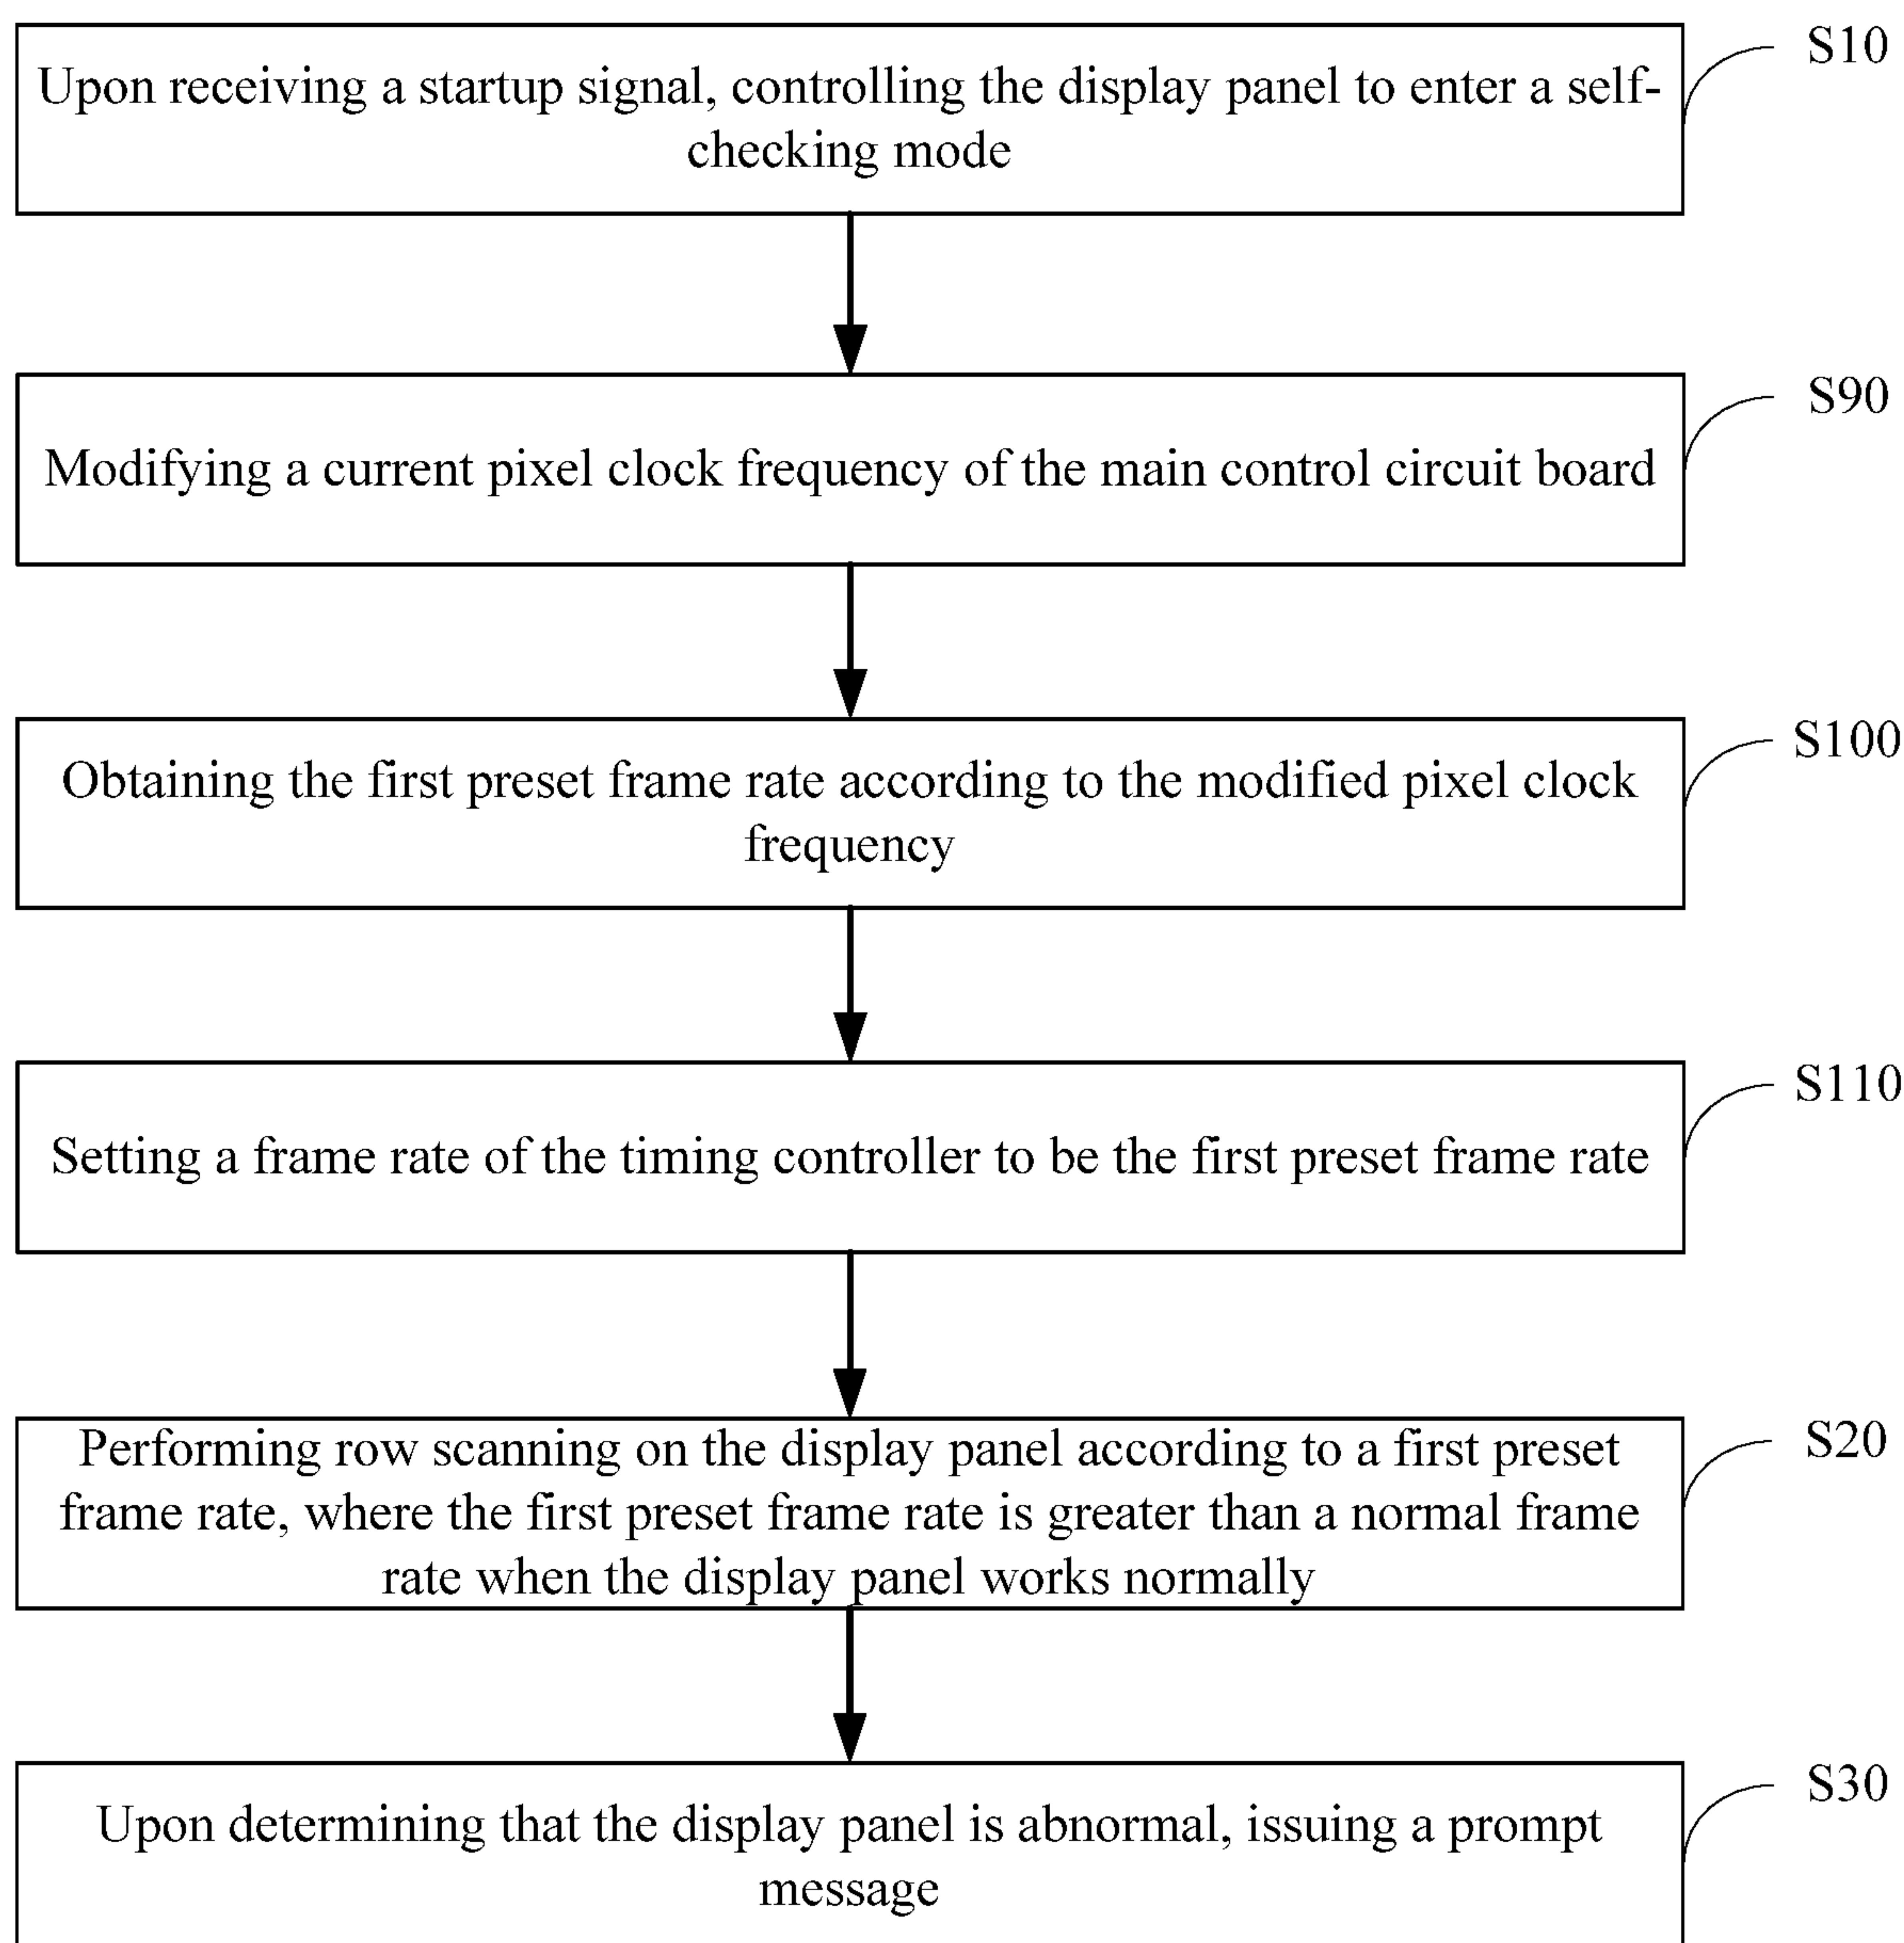 S10
Upon receiving a startup signal, controlling the display panel to enter a self-
checking mode
S90
Modifying a current pixel clock frequency of the main control circuit board
S100
Obtaining the first preset frame rate according to the modified pixel clock
frequency
S110
Setting a frame rate of the timing controller to be the first preset frame rate
S20
Performing row scanning on the display panel according to a first preset
frame rate, where the first preset frame rate is greater than a normal frame
rate when the display panel works normally
S30
Upon determining that the display panel is abnormal, issuing a prompt
message